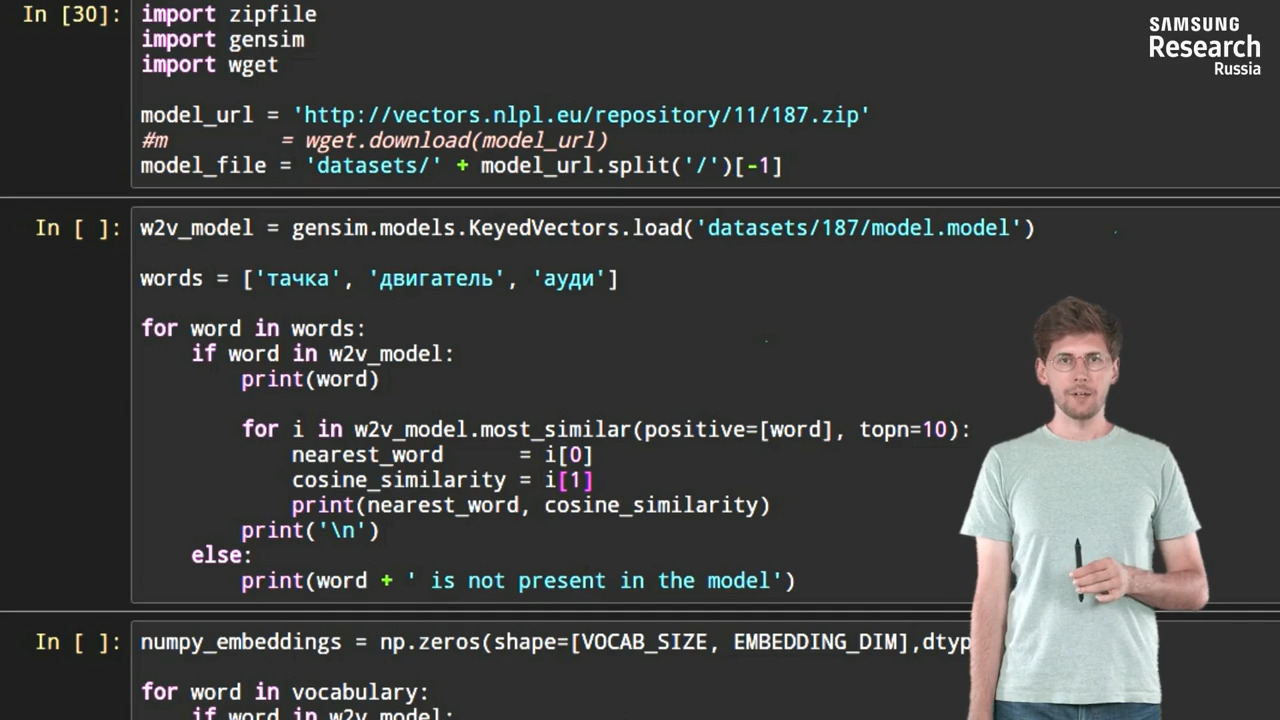 In [30]:
import zipfile
import gensim
import wget
model_url = 'http://vectors.nlpl.eu/repository/11/187.zip'
#m         = wget.download(model_url)
model_file = 'datasets/' + model_url.split('/')[-1]
In [ ]:
w2v_model = gensim.models.KeyedVectors.load('datasets/187/model.model')
words = ['тачка', 'двигатель', 'ауди']
for word in words:
    if word in w2v_model:
        print(word)
        for i in w2v_model.most_similar(positive=[word], topn=10):
            nearest_word      = i[0]
            cosine_similarity = i[1]
            print(nearest_word, cosine_similarity)
        print('\n')
    else:
        print(word + ' is not present in the model')
In [ ]:
numpy_embeddings = np.zeros(shape=[VOCAB_SIZE, EMBEDDING_DIM],dtyp
for word in vocabulary:
    if word in w2v_model:
SAMSUNG
Research
Russia